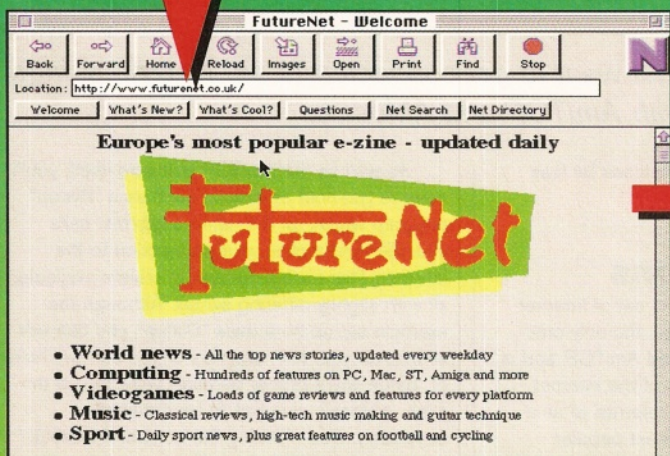 FutureNet - Welcome
Back Forward Home Reload Images Open Print Find Stop
N
Location: http://www.futurenet.co.uk/
Welcome What's New? What's Cool? Questions Net Search Net Directory
Europe's most popular e-zine - updated daily
FutureNet
• World news - All the top news stories, updated every weekday
• Computing - Hundreds of features on PC, Mac, ST, Amiga and more
• Videogames - Loads of game reviews and features for every platform
• Music - Classical reviews, high-tech music making and guitar technique
• Sport - Daily sport news, plus great features on football and cycling